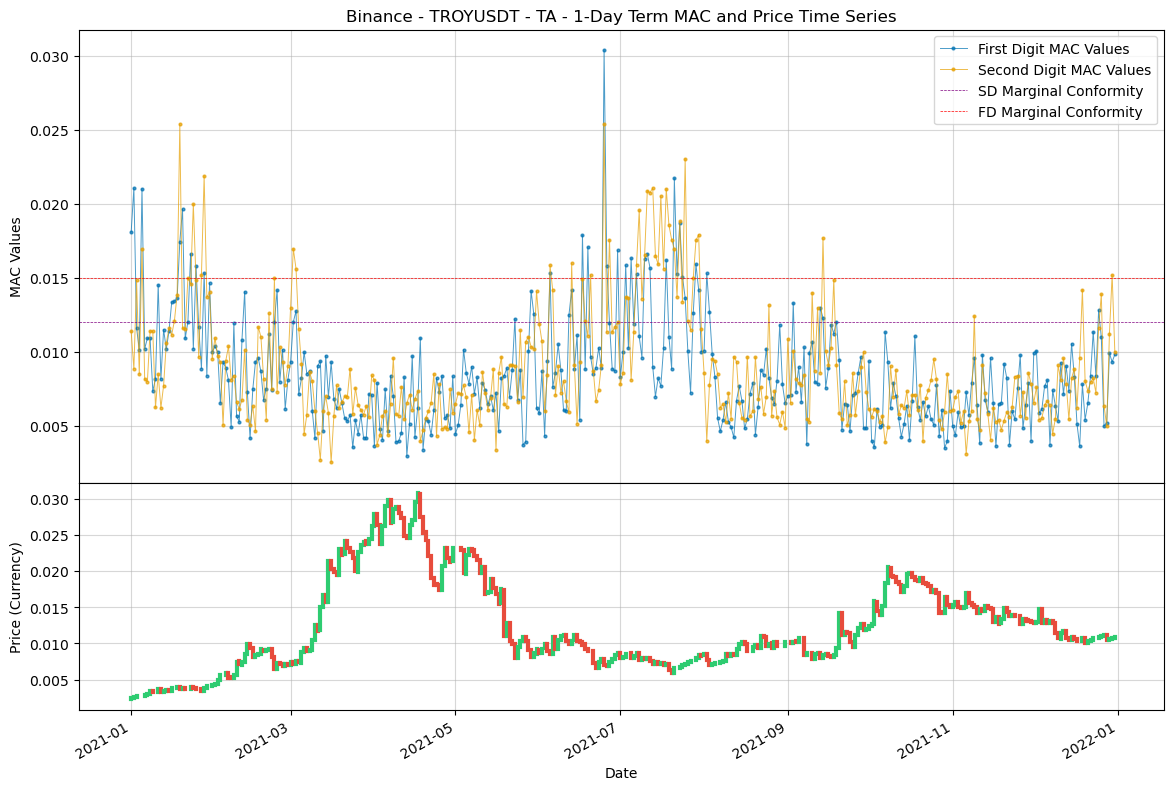 Binance - TROYUSDT - TA - 1-Day Term MAC and Price Time Series
First Digit MAC Values
Second Digit MAC Values
SD Marginal Conformity
FD Marginal Conformity
MAC Values
0.030
0.025
0.020
0.015
0.010
0.005
Price (Currency)
0.030
0.025
0.020
0.015
0.010
0.005
2021-01
2021-03
2021-05
2021-07
2021-09
2021-11
2022-01
Date